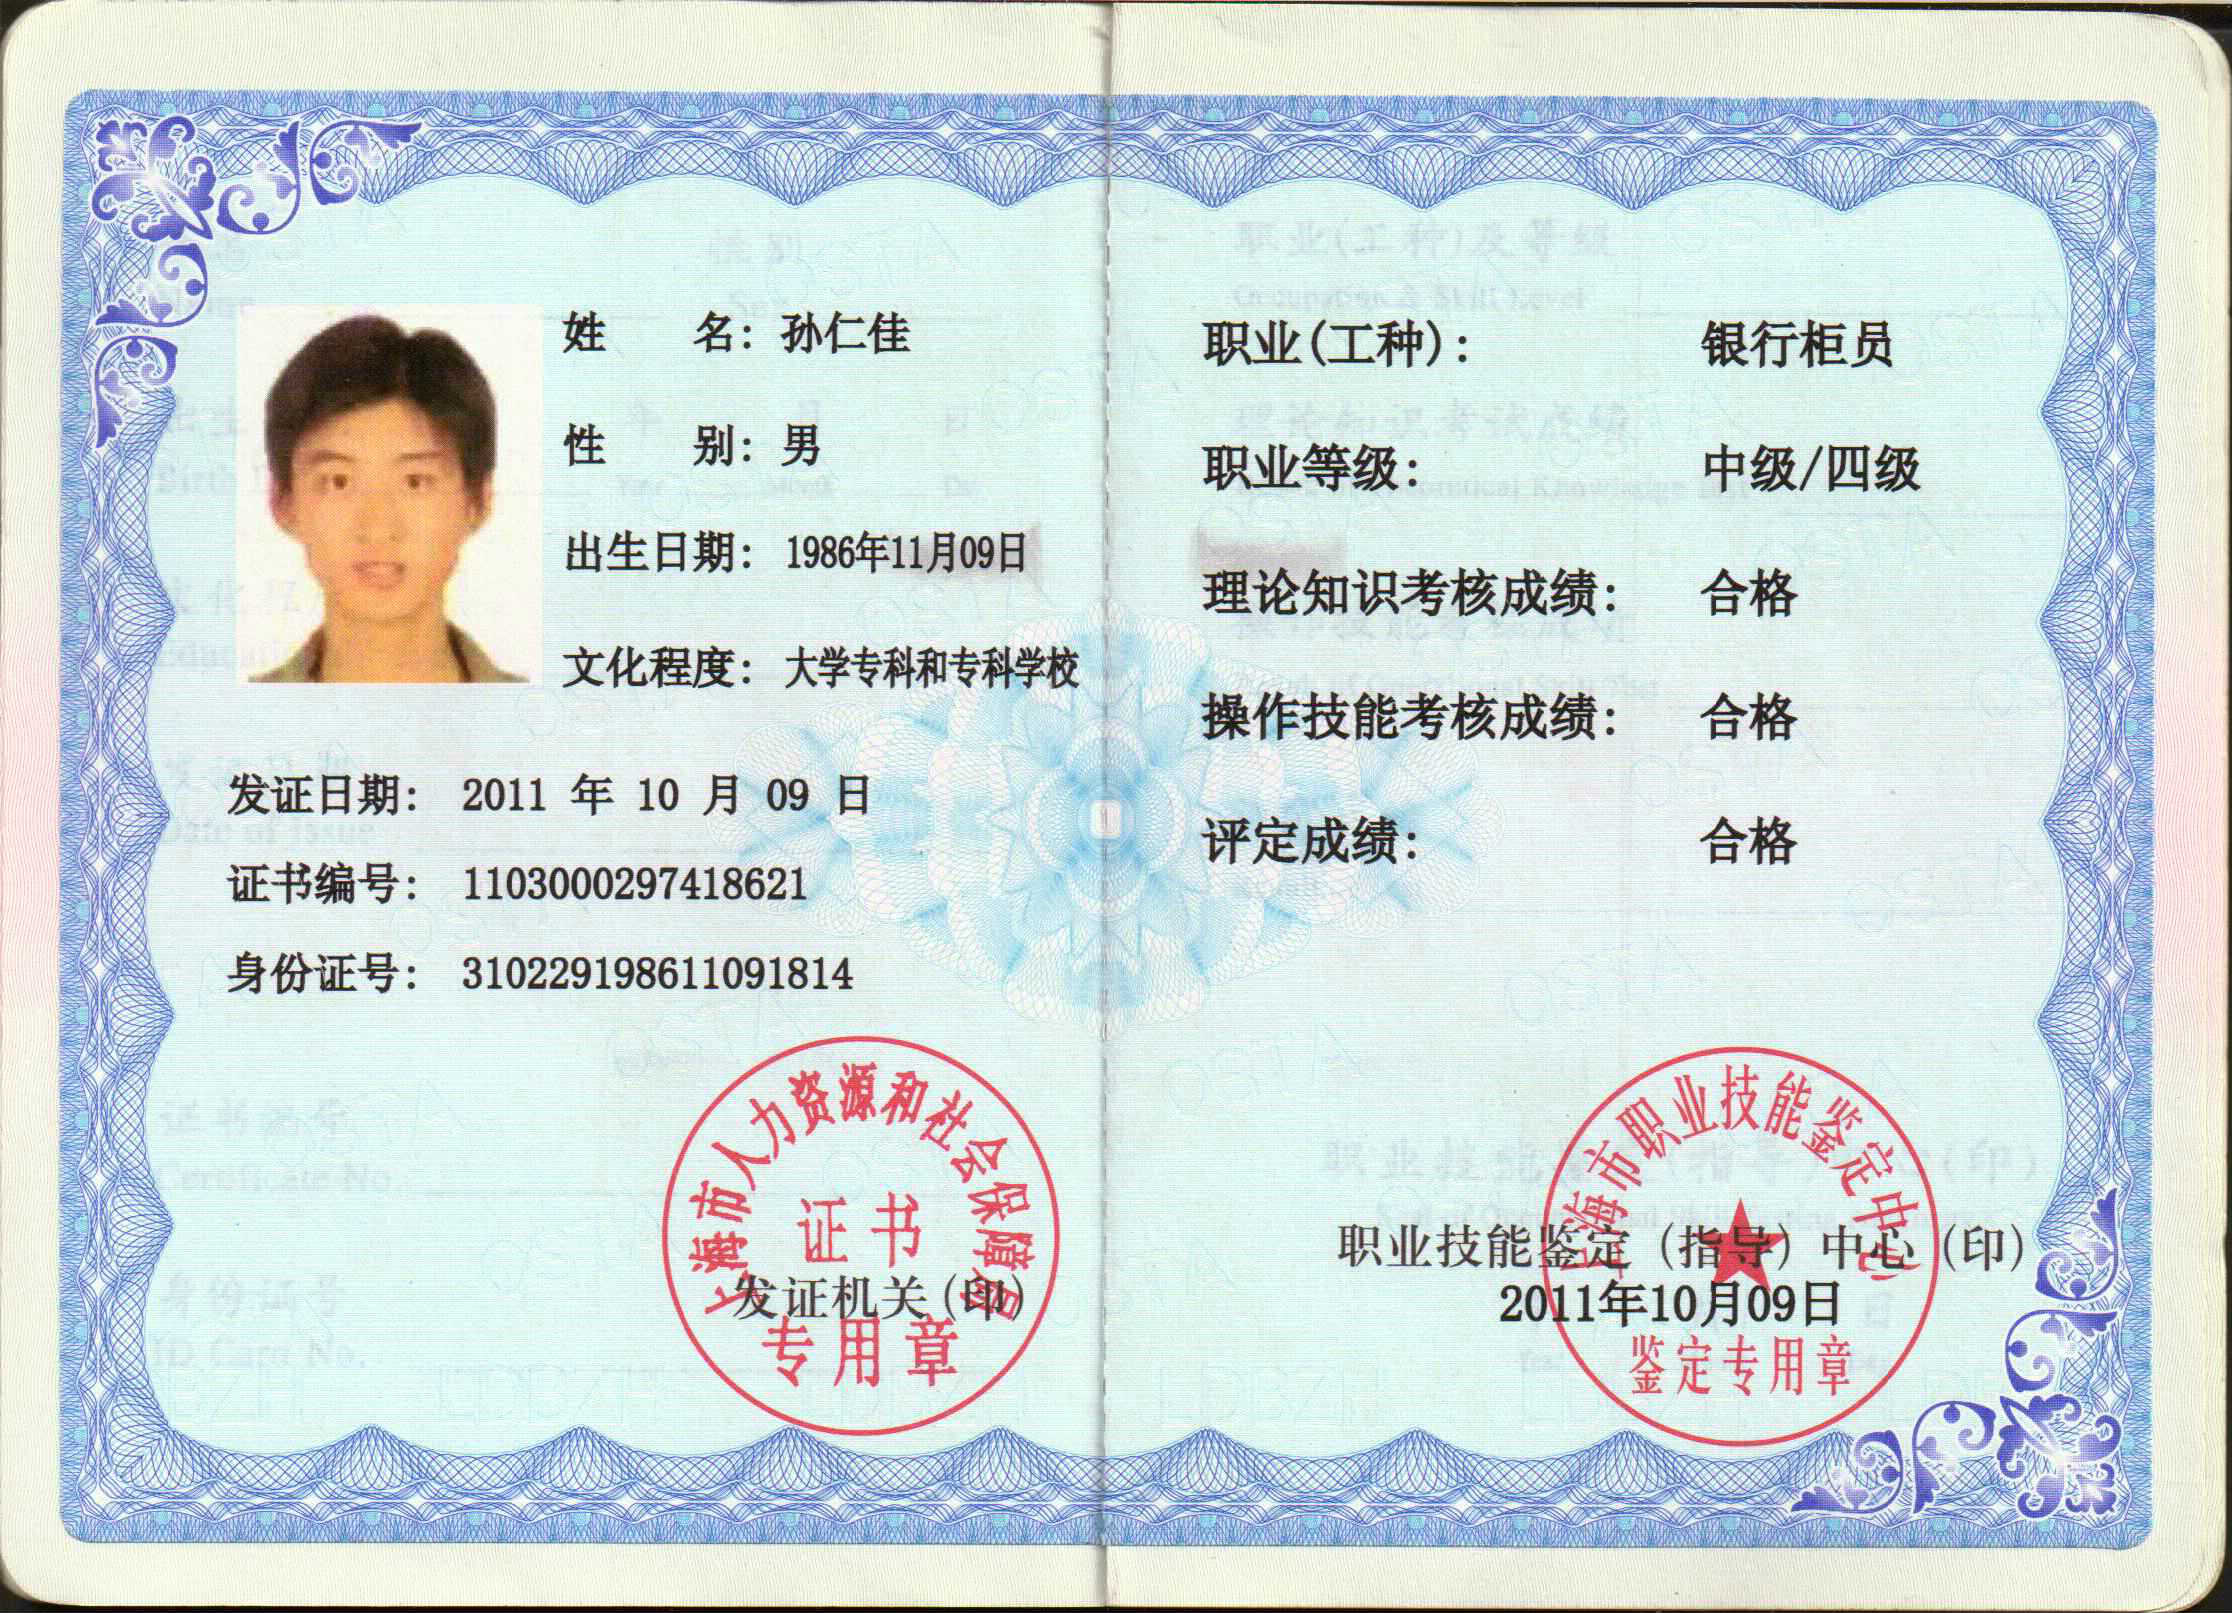 姓 名: 孙仁佳
性 别: 男
出生日期: 1986年11月09日
文化程度: 大学专科和专科学校
发证日期: 2011 年 10 月 09 日
证书编号: 1103000297418621
身份证号: 310229198611091814
上海市人力资源和社会保障局
证书
发证机关(印)
专用章
职业(工种): 银行柜员
职业等级: 中级/四级
理论知识考核成绩: 合格
操作技能考核成绩: 合格
评定成绩: 合格
上海市职业技能鉴定中心
职业技能鉴定(指导)中心(印)
2011年10月09日
鉴定专用章